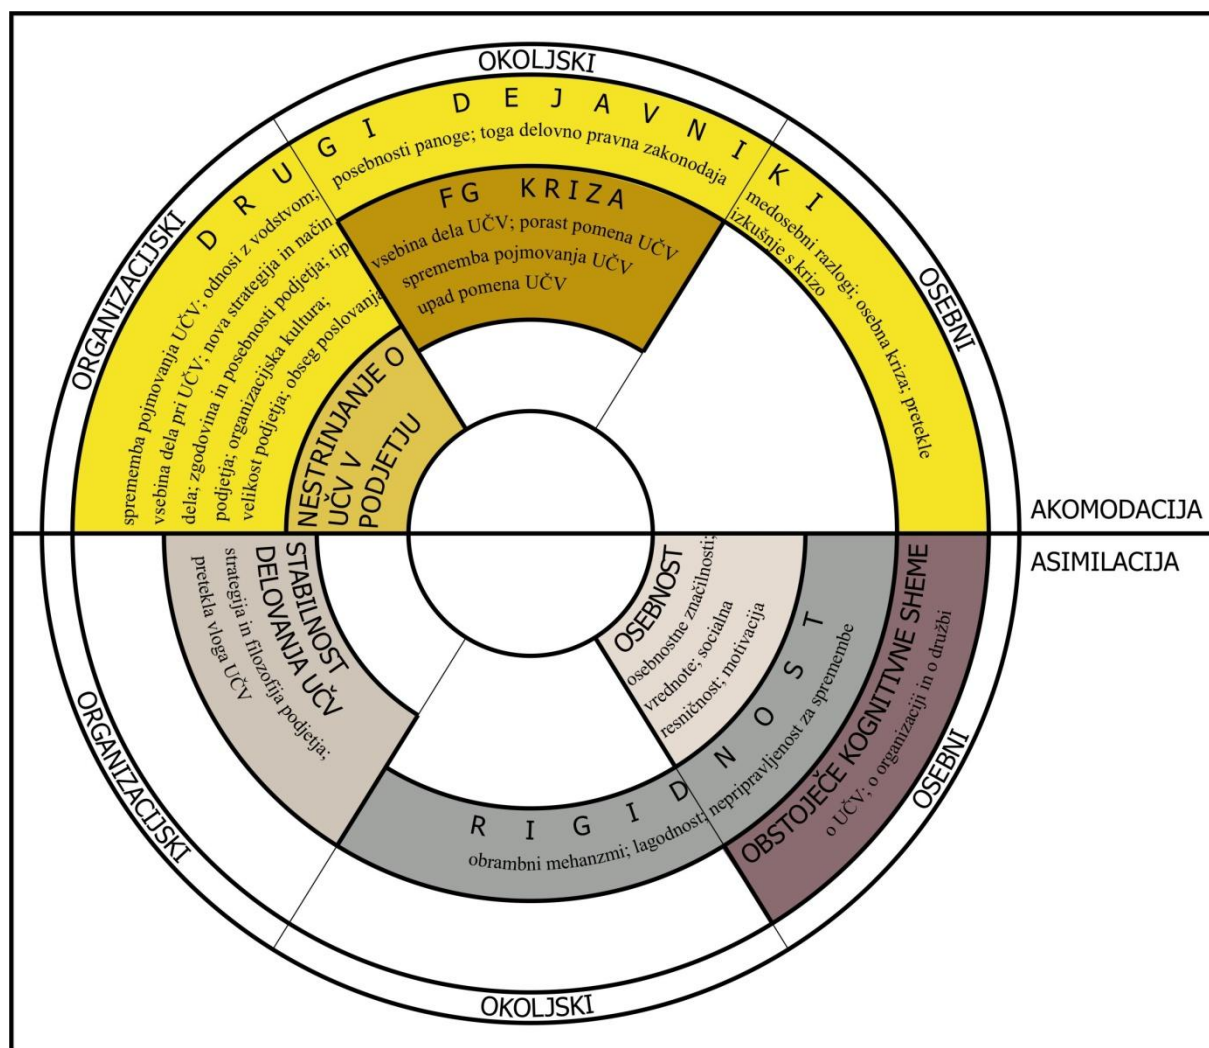 OKOLJSKI
ORGANIZACIJSKI
OSEBNI
DRUGI DEJAVNIKI
posebnosti panoge; toga delovno pravna zakonodaja
sprememba pojmovanja UČV; odnosi z vodstvom;
vsebina dela pri UČV; nova strategija in način
dela; zgodovina in posebnosti podjetja; tip
podjetja; organizacijska kultura;
velikost podjetja; obseg poslovanja
medosebni razlogi; osebna kriza; pretekle
izkušnje s krizo
FG KRIZA
vsebina dela UČV; porast pomena UČV
sprememba pojmovanja UČV
upad pomena UČV
NESTRINJANJE O
UČV V
PODJETJU
AKOMODACIJA
ASIMILACIJA
STABILNOST
DELOVANJA UČV
strategija in filozofija podjetja;
pretekla vloga UČV
OSEBNOST
osebnostne značilnosti;
vrednote; socialna
resničnost; motivacija
RIGIDNOST
obrambni mehanzmi; lagodnost; nepripravljenost za spremembe
OBSTOJEČE KOGNITIVNE SHEME
o UČV; o organizaciji in o družbi
ORGANIZACIJSKI
OKOLJSKI
OSEBNI